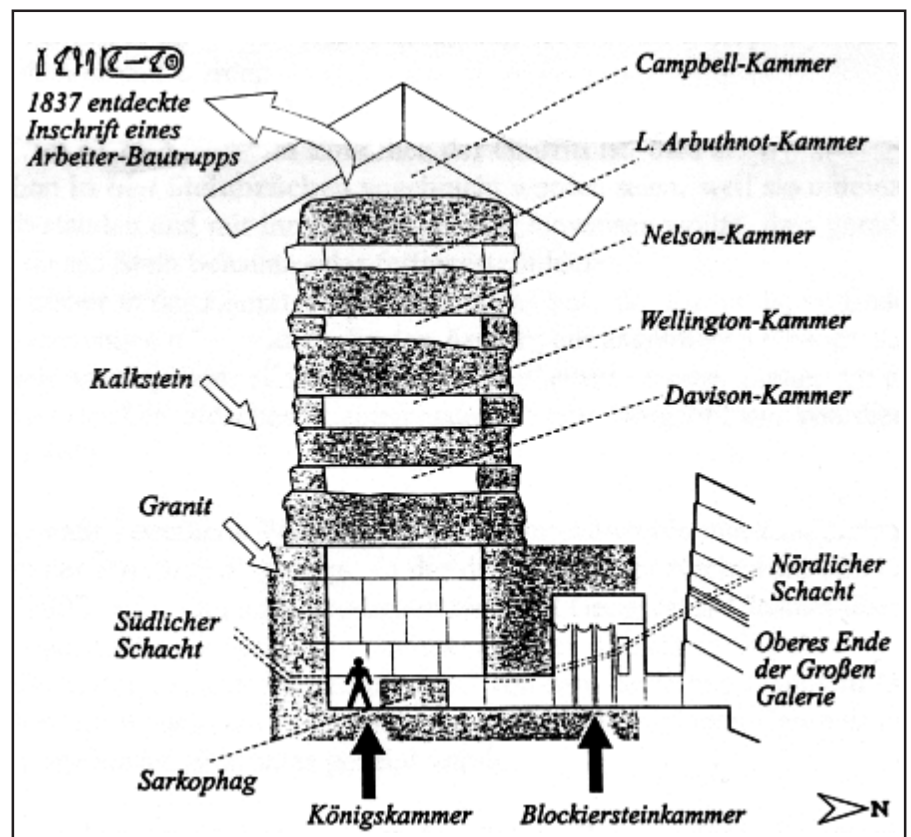 1837 entdeckte
Inschrift eines
Arbeiter-Bautrupps
Campbell-Kammer
L. Arbuthnot-Kammer
Nelson-Kammer
Wellington-Kammer
Davison-Kammer
Kalkstein
Granit
Südlicher
Schacht
Nördlicher
Schacht
Oberes Ende
der Großen
Galerie
Sarkophag
Königskammer
Blockiersteinkammer
N